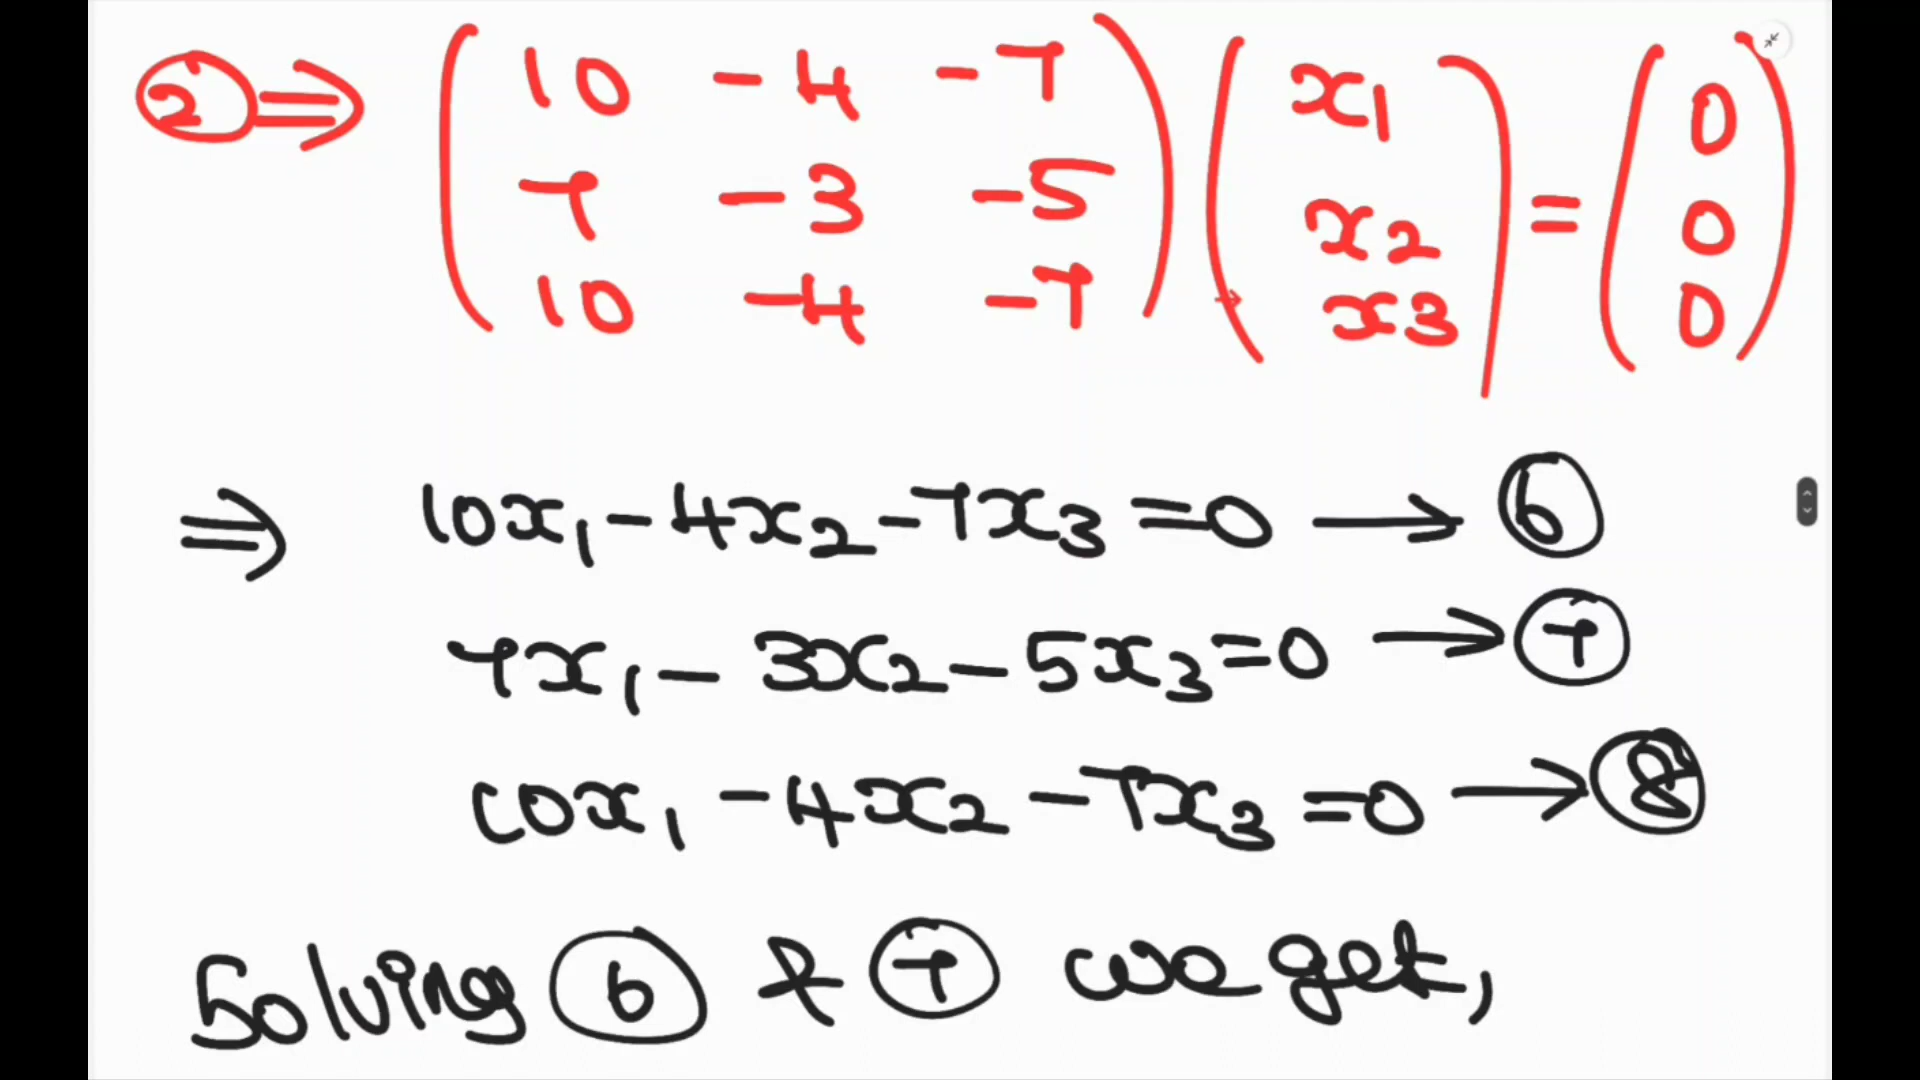 ② ⇒ ( 10 -4 -7 ) ( x1 ) = ( 0 )
( 7 -3 -5 ) ( x2 ) ( 0 )
( 10 -4 -7 ) ( x3 ) ( 0 )
⇒ 10x1 - 4x2 - 7x3 = 0 → ⑥
7x1 - 3x2 - 5x3 = 0 → ⑦
10x1 - 4x2 - 7x3 = 0 → ⑧
Solving ⑥ & ⑦ we get,